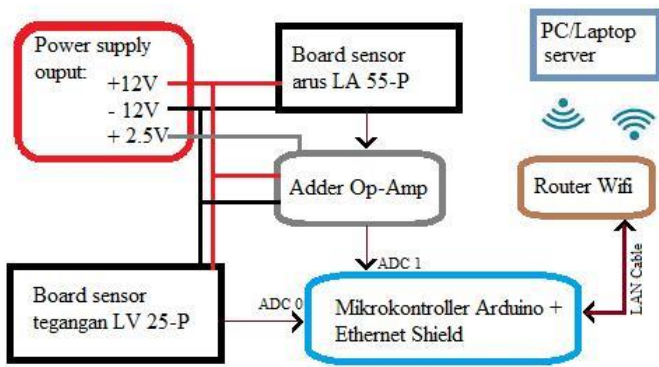 Power supply
ouput:
+12V
- 12V
+ 2.5V
Board sensor
arus LA 55-P
PC/Laptop
server
Adder Op-Amp
Router Wifi
ADC 1
LAN Cable
Board sensor
tegangan LV 25-P
ADC 0
Mikrokontroller Arduino +
Ethernet Shield